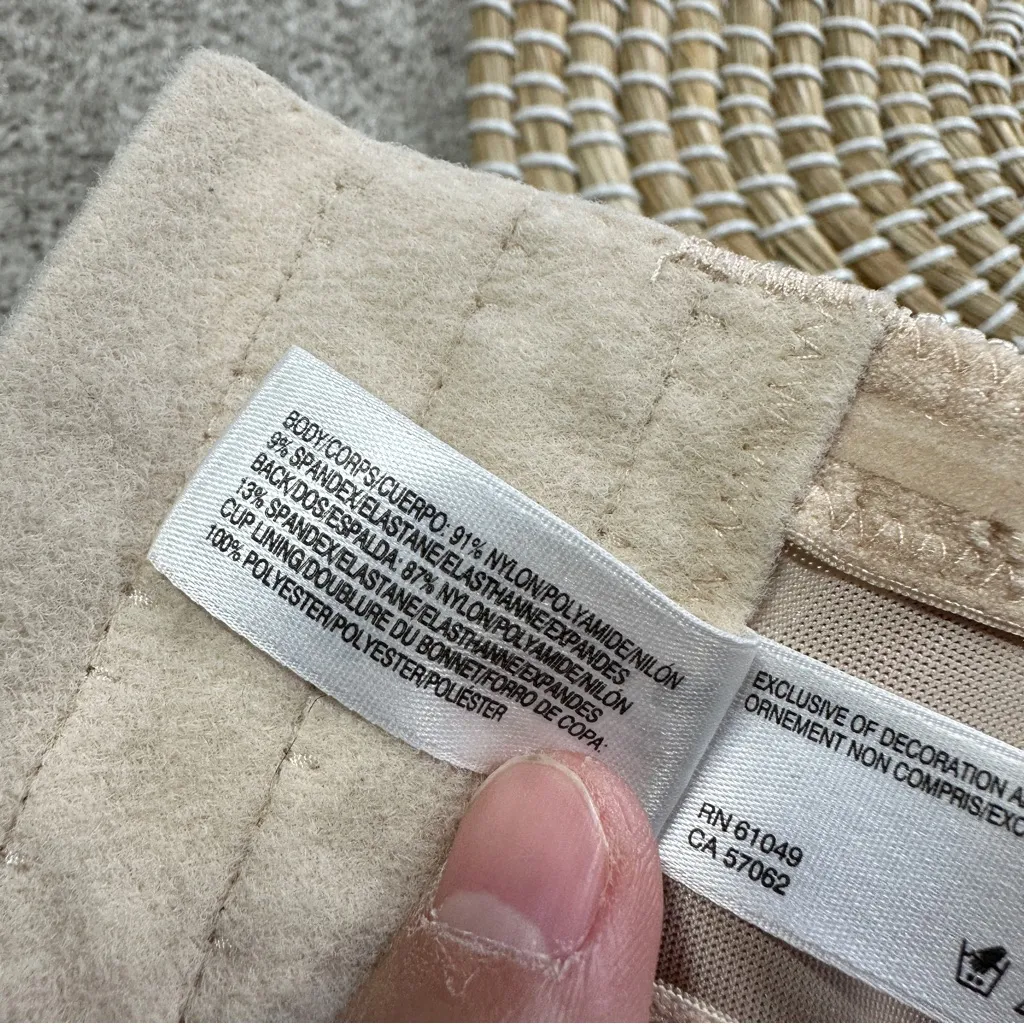 BODY/CORPS/CUERPO: 91% NYLON/POLYAMIDE/NILÓN
9% SPANDEX/ELASTANE/ELASTHANNE/EXPANDES
BACK/DOS/ESPALDA: 87% NYLON/POLYAMIDE/NILÓN
13% SPANDEX/ELASTANE/ELASTHANNE/EXPANDES
CUP LINING/DOUBLURE DU BONNET/FORRO DE COPA:
100% POLYESTER/POLYESTER/POLIÉSTER
EXCLUSIVE OF DECORATION
ORNEMENT NON COMPRIS/EXC
RN 61049
CA 57062